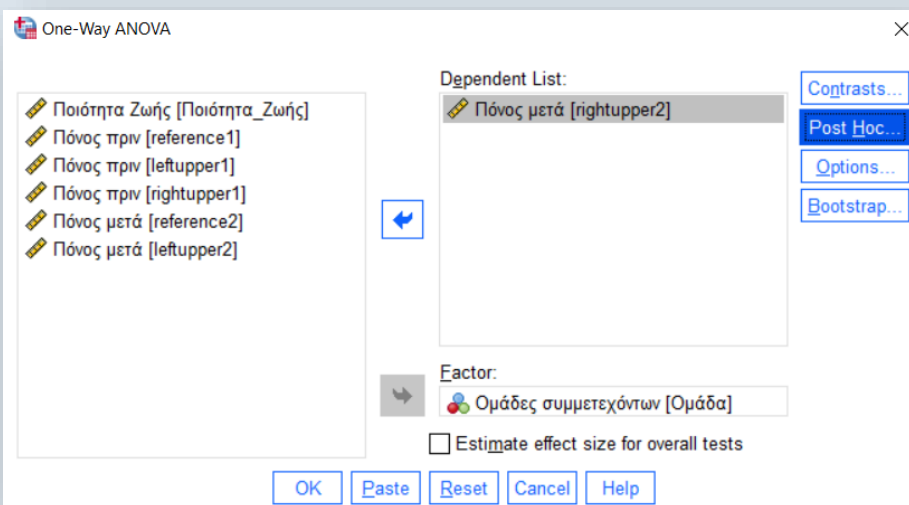 One-Way ANOVA
Ποιότητα Ζωής [Ποιότητα_Ζωής]
Πόνος πριν [reference1]
Πόνος πριν [leftupper1]
Πόνος πριν [rightupper1]
Πόνος μετά [reference2]
Πόνος μετά [leftupper2]
Dependent List:
Πόνος μετά [rightupper2]
Factor:
Ομάδες συμμετεχόντων [Ομάδα]
Estimate effect size for overall tests
Contrasts...
Post Hoc...
Options...
Bootstrap...
OK
Paste
Reset
Cancel
Help